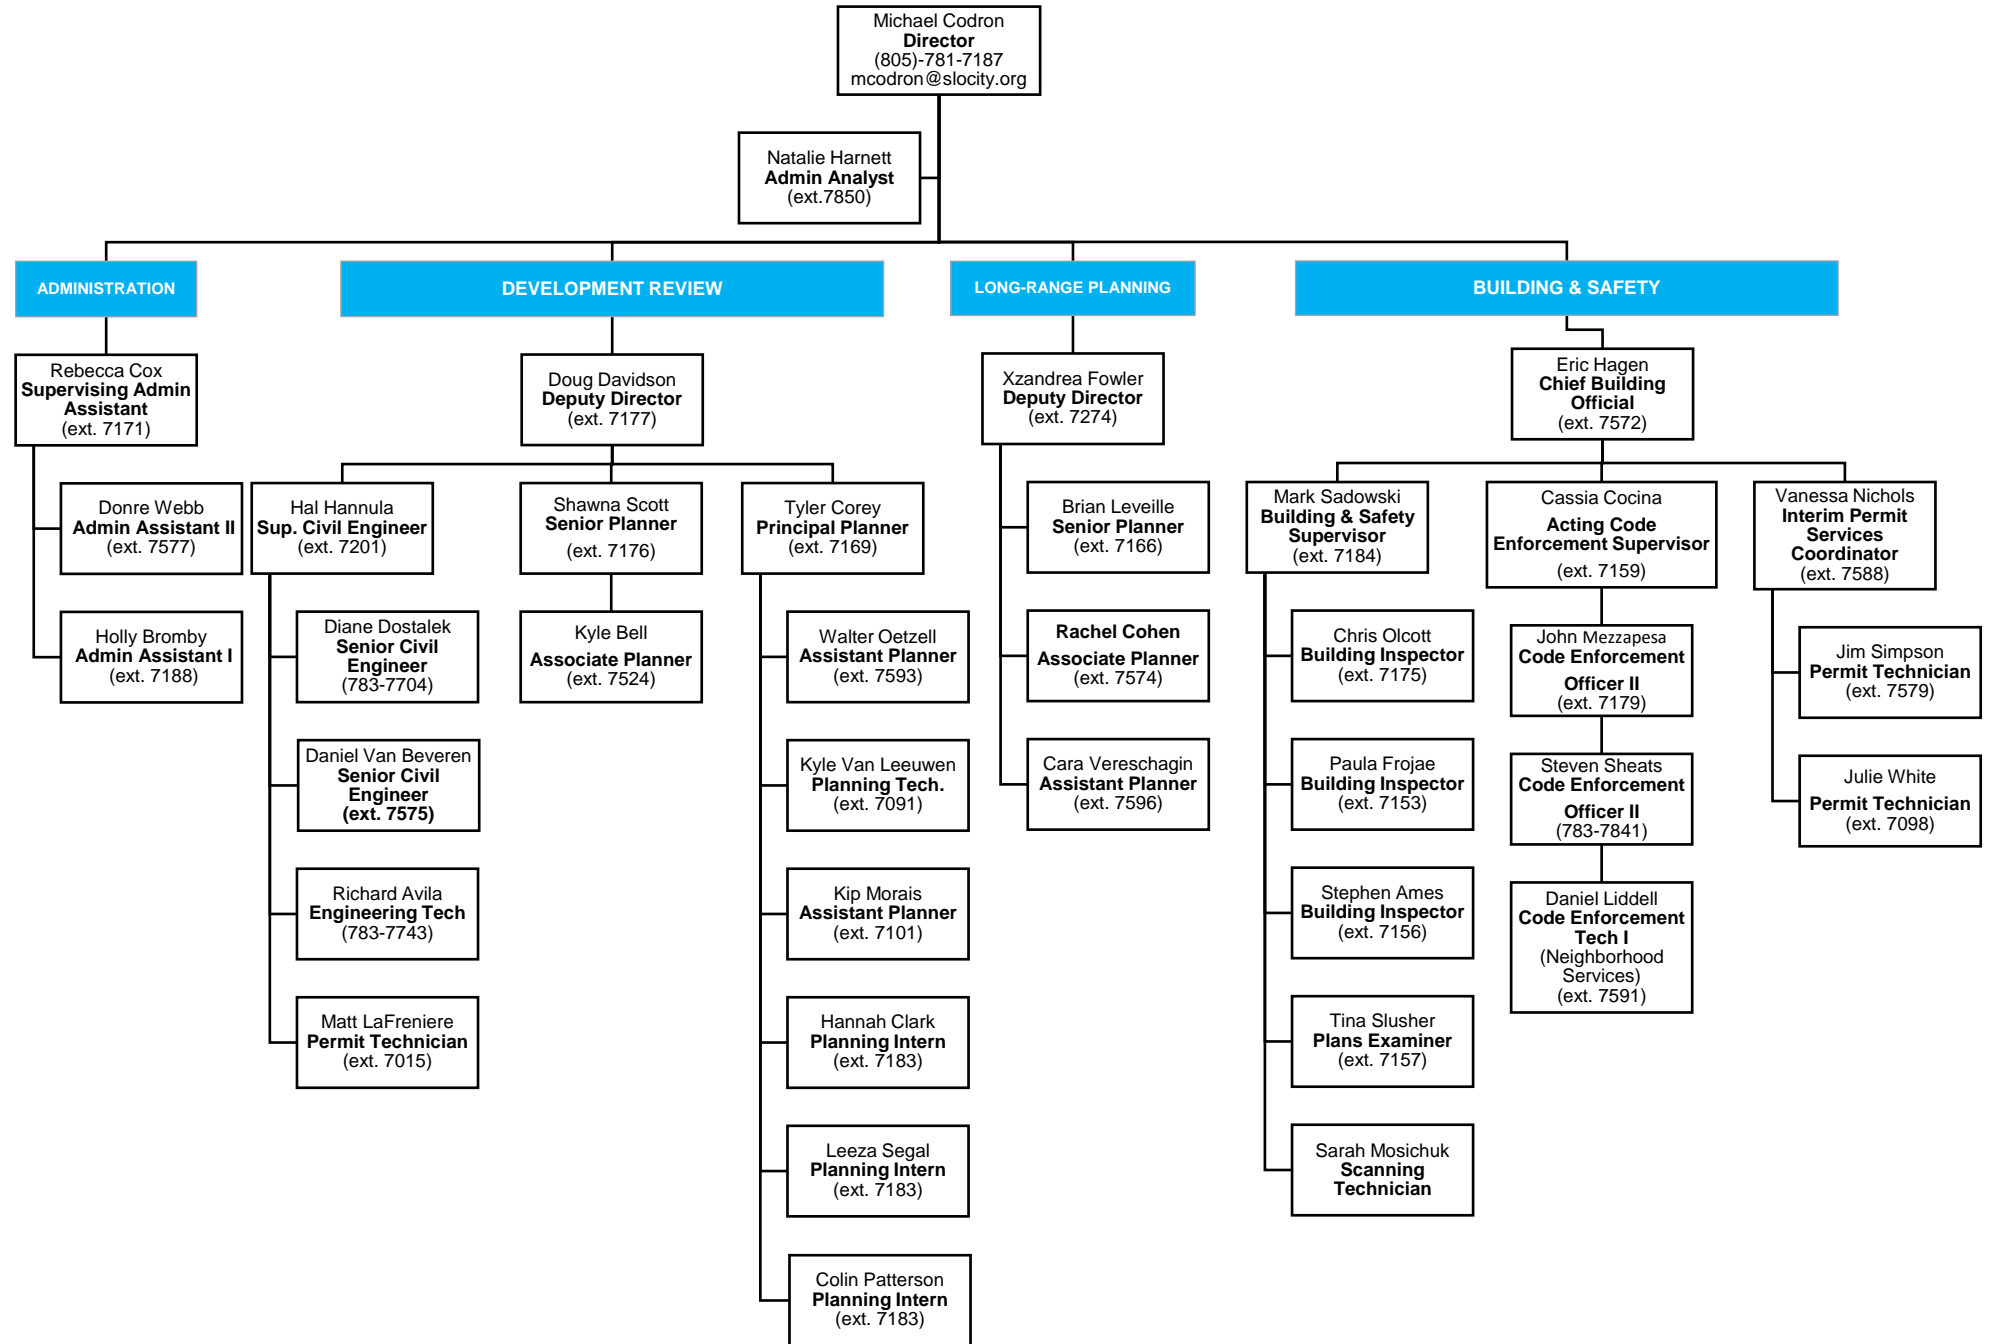 Michael Codron
Director
(805)-781-7187
mcodron@slocity.org
Natalie Harnett
Admin Analyst
(ext.7850)
ADMINISTRATION
DEVELOPMENT REVIEW
LONG-RANGE PLANNING
BUILDING & SAFETY
Rebecca Cox
Supervising Admin
Assistant
(ext. 7171)
Donre Webb
Admin Assistant II
(ext. 7577)
Holly Bromby
Admin Assistant I
(ext. 7188)
Doug Davidson
Deputy Director
(ext. 7177)
Hal Hannula
Sup. Civil Engineer
(ext. 7201)
Diane Dostalek
Senior Civil
Engineer
(783-7704)
Daniel Van Beveren
Senior Civil
Engineer
(ext. 7575)
Richard Avila
Engineering Tech
(783-7743)
Matt LaFreniere
Permit Technician
(ext. 7015)
Shawna Scott
Senior Planner
(ext. 7176)
Kyle Bell
Associate Planner
(ext. 7524)
Tyler Corey
Principal Planner
(ext. 7169)
Walter Oetzell
Assistant Planner
(ext. 7593)
Kyle Van Leeuwen
Planning Tech.
(ext. 7091)
Kip Morais
Assistant Planner
(ext. 7101)
Hannah Clark
Planning Intern
(ext. 7183)
Leeza Segal
Planning Intern
(ext. 7183)
Colin Patterson
Planning Intern
(ext. 7183)
Xzandrea Fowler
Deputy Director
(ext. 7274)
Brian Leveille
Senior Planner
(ext. 7166)
Rachel Cohen
Associate Planner
(ext. 7574)
Cara Vereschagin
Assistant Planner
(ext. 7596)
Eric Hagen
Chief Building
Official
(ext. 7572)
Mark Sadowski
Building & Safety
Supervisor
(ext. 7184)
Chris Olcott
Building Inspector
(ext. 7175)
Paula Frojae
Building Inspector
(ext. 7153)
Stephen Ames
Building Inspector
(ext. 7156)
Tina Slusher
Plans Examiner
(ext. 7157)
Sarah Mosichuk
Scanning
Technician
Cassia Cocina
Acting Code
Enforcement Supervisor
(ext. 7159)
John Mezzapesa
Code Enforcement
Officer II
(ext. 7179)
Steven Sheats
Code Enforcement
Officer II
(783-7841)
Daniel Liddell
Code Enforcement
Tech I
(Neighborhood
Services)
(ext. 7591)
Vanessa Nichols
Interim Permit
Services
Coordinator
(ext. 7588)
Jim Simpson
Permit Technician
(ext. 7579)
Julie White
Permit Technician
(ext. 7098)